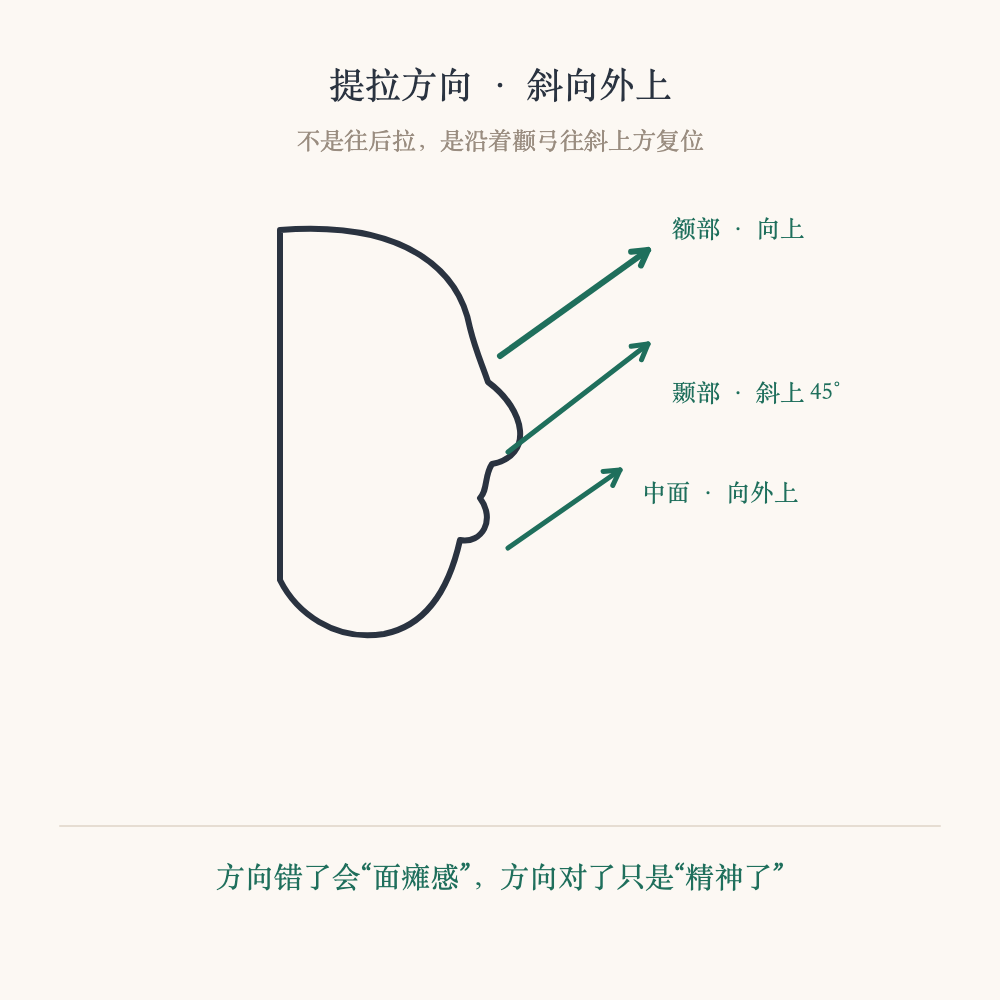 提拉方向 · 斜向外上
不是往后拉，是沿着颧弓往斜上方复位
额部 · 向上
颞部 · 斜上 45°
中面 · 向外上
方向错了会“面瘫感”，方向对了只是“精神了”